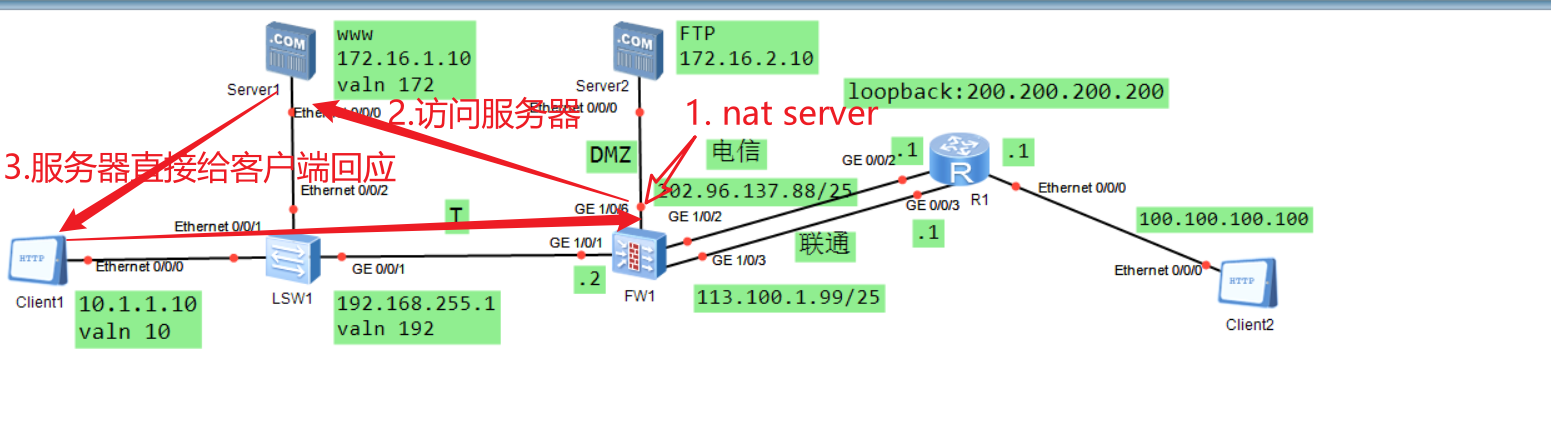 .COM
www
172.16.1.10
valn 172
Server1
Ethernet 0/0/0
.COM
FTP
172.16.2.10
Server2
Ethernet 0/0/0
loopback:200.200.200.200
2.访问服务器
1. nat server
3.服务器直接给客户端回应
DMZ
电信
GE 0/0/2
.1
R
R1
.1
Ethernet 0/0/0
Ethernet 0/0/2
202.96.137.88/25
GE 0/0/3
.1
T
GE 1/0/6
GE 1/0/2
100.100.100.100
Ethernet 0/0/1
GE 1/0/1
联通
GE 1/0/3
HTTP
Ethernet 0/0/0
GE 0/0/1
.2
Ethernet 0/0/0
HTTP
Client1
10.1.1.10
valn 10
LSW1
192.168.255.1
valn 192
FW1
113.100.1.99/25
Client2